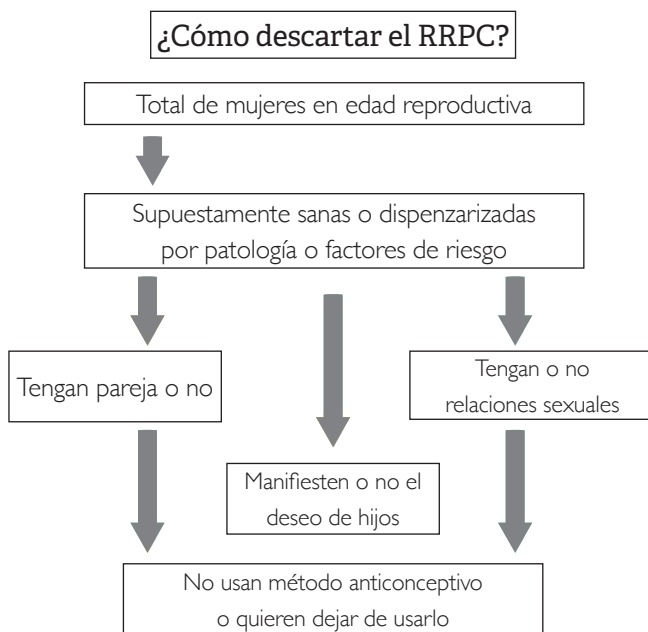 ¿Cómo descartar el RRPC?
Total de mujeres en edad reproductiva
Supuestamente sanas o dispenzarizadas
por patología o factores de riesgo
Tengan pareja o no
Tengan o no
relaciones sexuales
Manifiesten o no el
deseo de hijos
No usan método anticonceptivo
o quieren dejar de usarlo